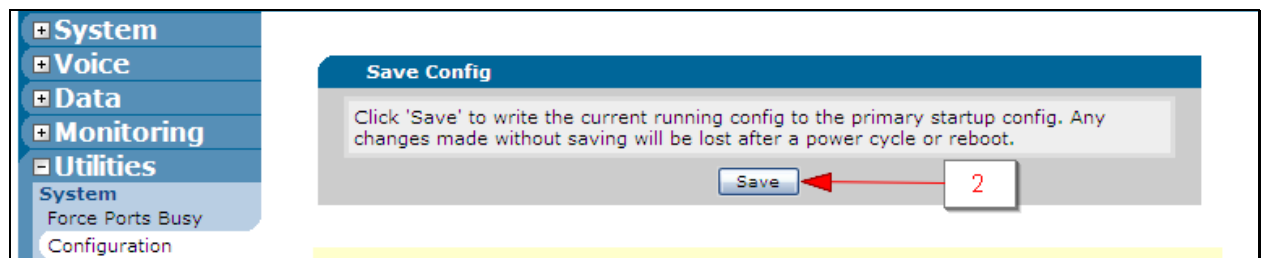 System
Voice
Data
Monitoring
Utilities
System
Force Ports Busy
Configuration
Save Config
Click 'Save' to write the current running config to the primary startup config. Any
changes made without saving will be lost after a power cycle or reboot.
Save
2